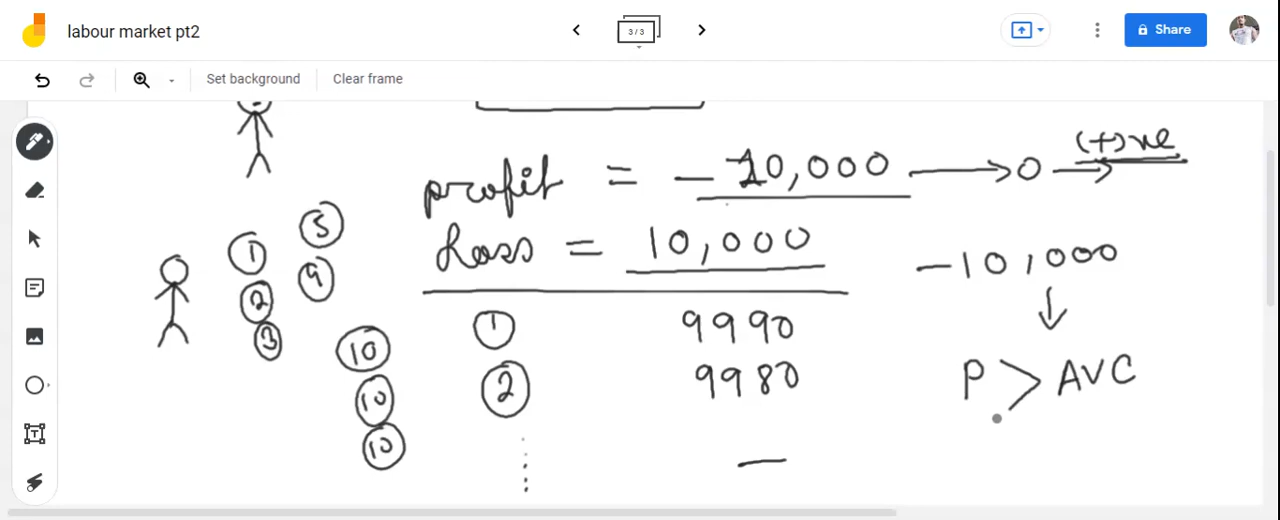 labour market pt2
3 / 3
Share
Set background
Clear frame
profit = -10,000 → 0 → (+)ve
Loss = 10,000
-10,000
↓
P > AVC
1 9990
2 9980
—
1
2
3
5
9
10
10
10